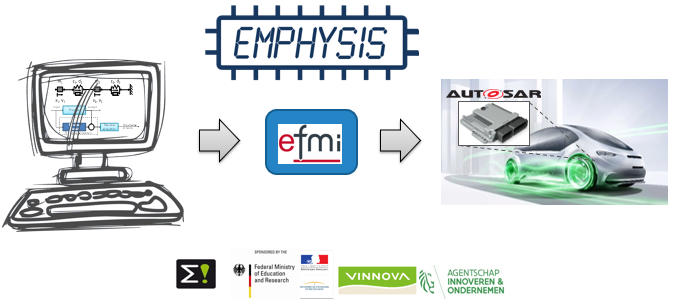 EMPHYSIS
AUTOSAR
efmi
SPONSORED BY THE
Federal Ministry
of Education
and Research
VINNOVA
AGENTSCHAP
INNOVEREN &
ONDERNEMEN